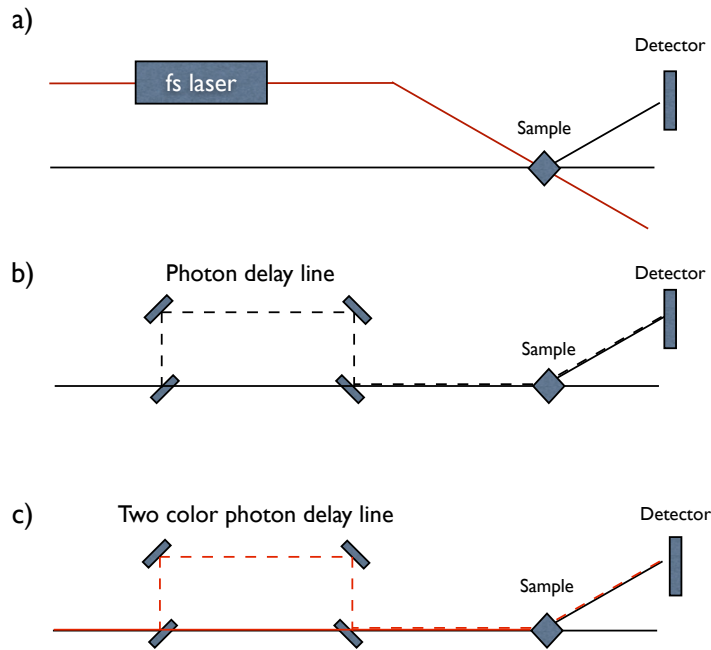 a)
Detector
fs laser
Sample
b)
Photon delay line
Detector
Sample
c)
Two color photon delay line
Detector
Sample